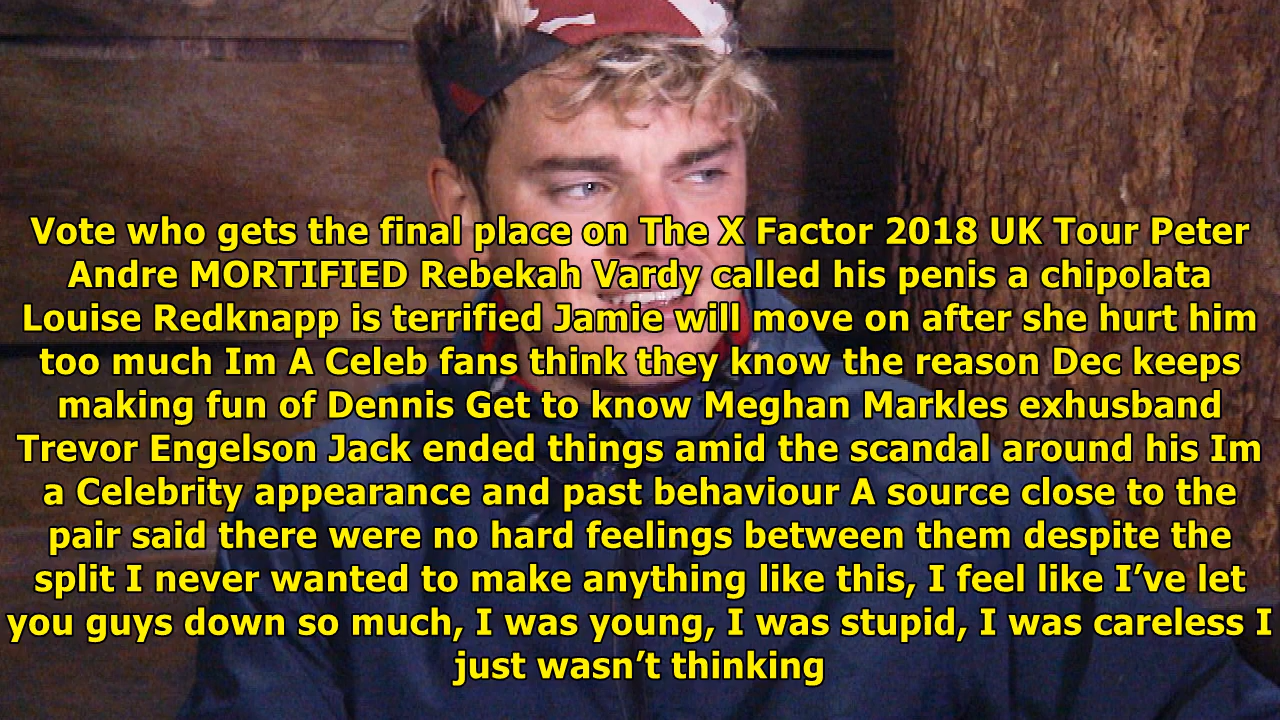 Vote who gets the final place on The X Factor 2018 UK Tour Peter
Andre MORTIFIED Rebekah Vardy called his penis a chipolata
Louise Redknapp is terrified Jamie will move on after she hurt him
too much Im A Celeb fans think they know the reason Dec keeps
making fun of Dennis Get to know Meghan Markles exhusband
Trevor Engelson Jack ended things amid the scandal around his Im
a Celebrity appearance and past behaviour A source close to the
pair said there were no hard feelings between them despite the
split I never wanted to make anything like this, I feel like I’ve let
you guys down so much, I was young, I was stupid, I was careless I
just wasn’t thinking